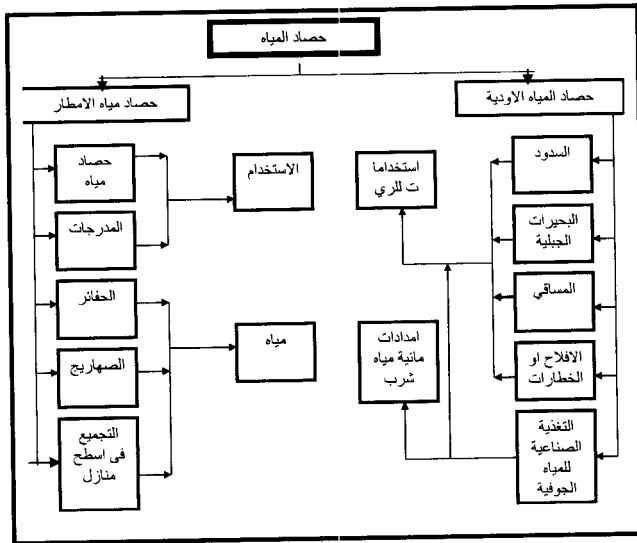 حصاد المياه
حصاد المياه الاودية
حصاد مياه الامطار
السدود
البحيرات
الجبلية
المساقي
الافلاج او
الخطارات
التغذية
الصناعية
للمياه
الجوفية
استخداما
ت للري
امدادات
مائية مياه
شرب
حصاد
مياه
المدرجات
الحفائر
الصهاريج
التجميع
فى اسطح
منازل
الاستخدام
مياه